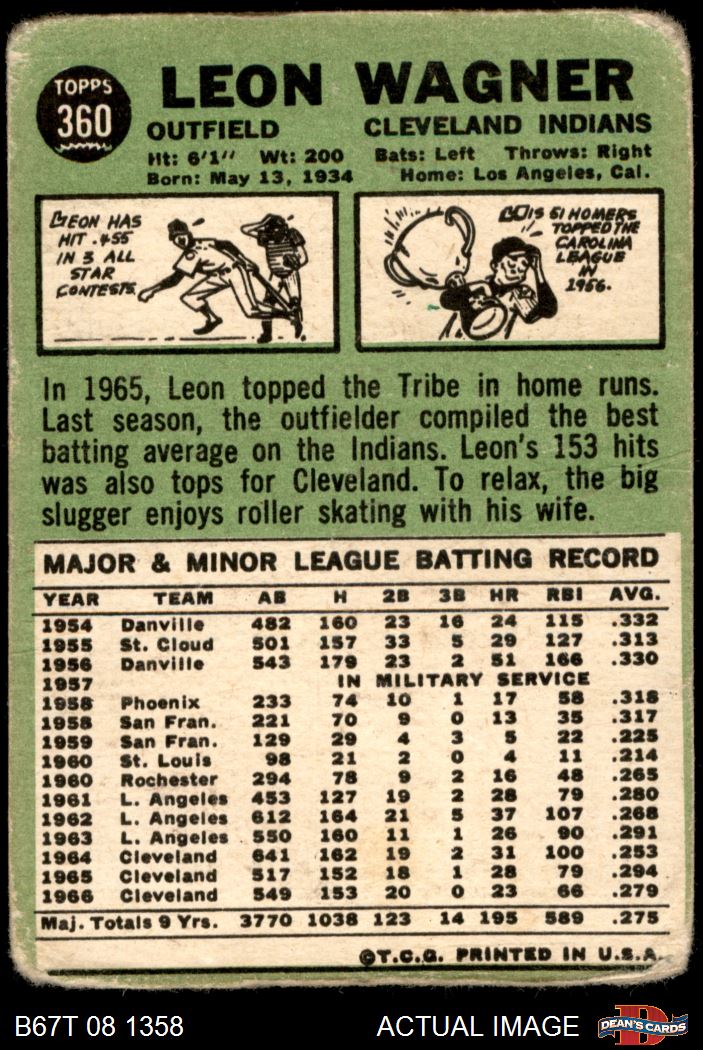 TOPPS
360
LEON WAGNER
OUTFIELD CLEVELAND INDIANS
Ht: 6'1" Wt: 200 Bats: Left Throws: Right
Born: May 13, 1934 Home: Los Angeles, Cal.
LEON HAS
HIT .455
IN 3 ALL
STAR
CONTESTS.
HIS 51 HOMERS
TOPPED THE
CAROLINA
LEAGUE
IN
1956.
In 1965, Leon topped the Tribe in home runs.
Last season, the outfielder compiled the best
batting average on the Indians. Leon's 153 hits
was also tops for Cleveland. To relax, the big
slugger enjoys roller skating with his wife.
MAJOR & MINOR LEAGUE BATTING RECORD
YEAR TEAM AB H 2B 3B HR RBI AVG.
1954 Danville 482 160 23 16 24 115 .332
1955 St. Cloud 501 157 33 5 29 127 .313
1956 Danville 543 179 23 2 51 166 .330
1957 IN MILITARY SERVICE
1958 Phoenix 233 74 10 1 17 58 .318
1958 San Fran. 221 70 9 0 13 35 .317
1959 San Fran. 129 29 4 3 5 22 .225
1960 St. Louis 98 21 2 0 4 11 .214
1960 Rochester 294 78 9 2 16 48 .265
1961 L. Angeles 453 127 19 2 28 79 .280
1962 L. Angeles 612 164 21 5 37 107 .268
1963 L. Angeles 550 160 11 1 26 90 .291
1964 Cleveland 641 162 19 2 31 100 .253
1965 Cleveland 517 152 18 1 28 79 .294
1966 Cleveland 549 153 20 0 23 66 .279
Maj. Totals 9 Yrs. 3770 1038 123 14 195 589 .275
©T.C.G. PRINTED IN U.S.A.
B67T 08 1358 ACTUAL IMAGE DEAN'S CARDS